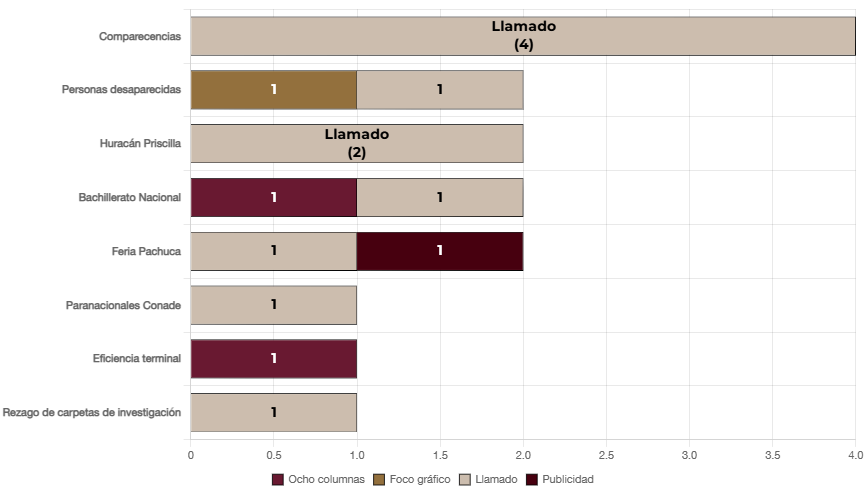 Comparecencias
Llamado
(4)
Personas desaparecidas
1
1
Huracán Priscilla
Llamado
(2)
Bachillerato Nacional
1
1
Feria Pachuca
1
1
Paranacionales Conade
1
Eficiencia terminal
1
Rezago de carpetas de investigación
1
0 0.5 1.0 1.5 2.0 2.5 3.0 3.5 4.0
Ocho columnas Foco gráfico Llamado Publicidad